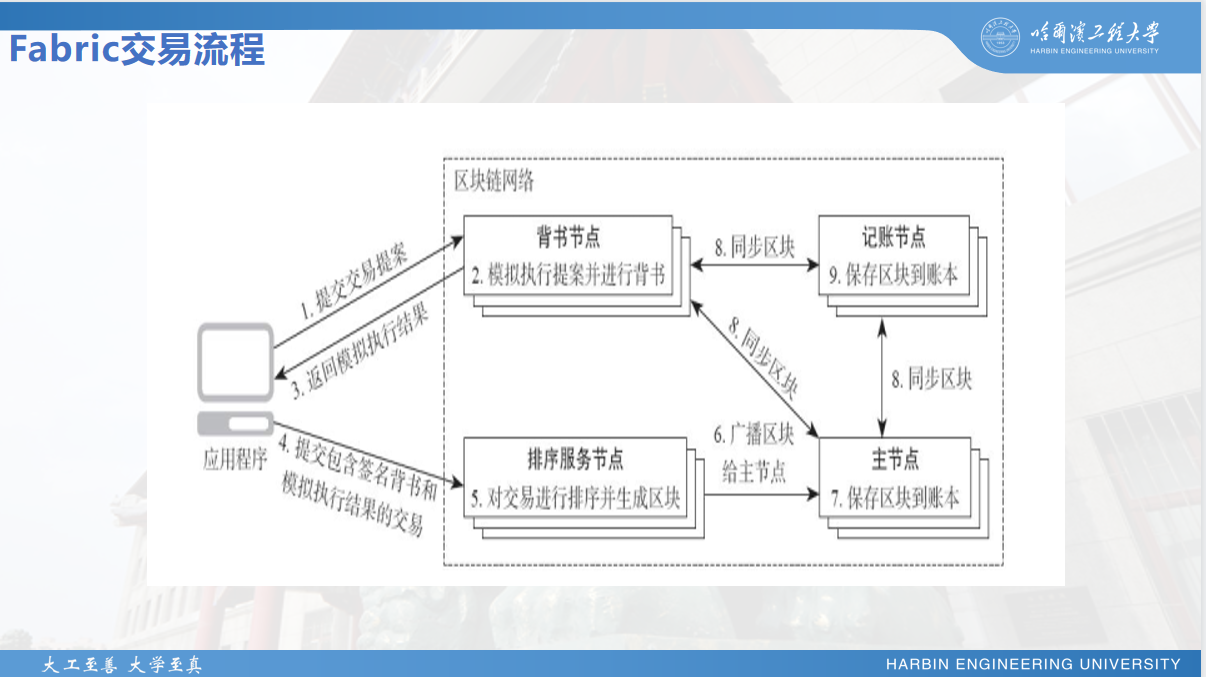 Fabric交易流程
哈尔滨工程大学
HARBIN ENGINEERING UNIVERSITY
区块链网络
背书节点
2. 模拟执行提案并进行背书
8. 同步区块
记账节点
9. 保存区块到账本
1. 提交交易提案
3. 返回模拟执行结果
8. 同步区块
8. 同步区块
应用程序
4. 提交包含签名背书和
模拟执行结果的交易
排序服务节点
5. 对交易进行排序并生成区块
6. 广播区块
给主节点
主节点
7. 保存区块到账本
大工至善 大学至真
HARBIN ENGINEERING UNIVERSITY